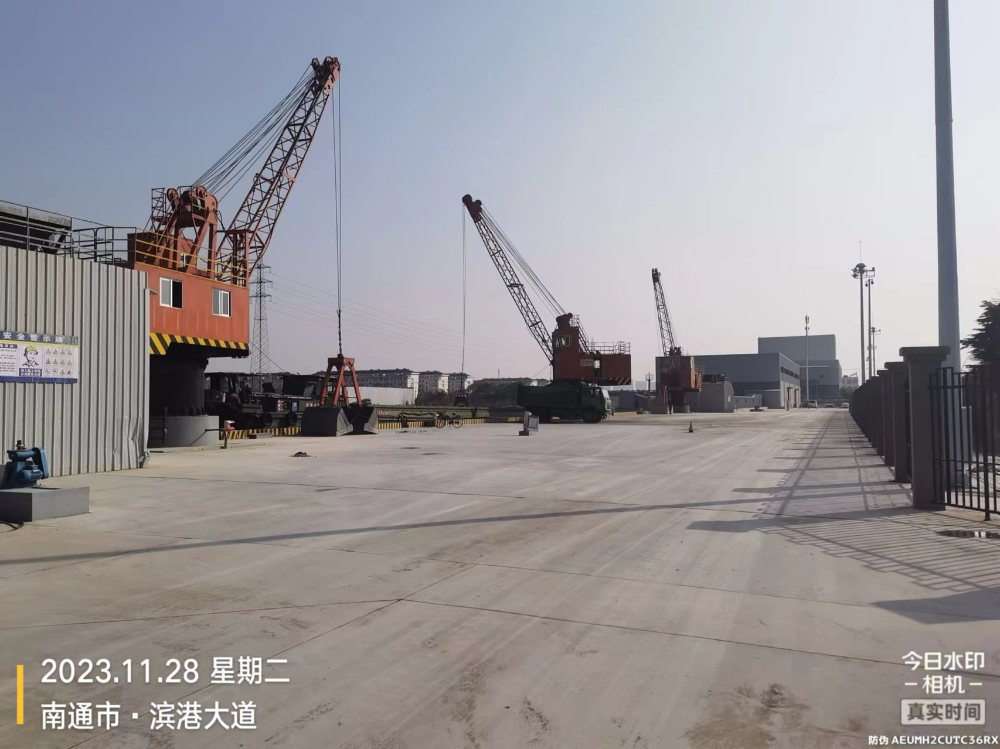 安全警示牌
2023.11.28 星期二
南通市·滨港大道
今日水印
-相机-
真实时间
防伪 AEUMH2CUTC36RX